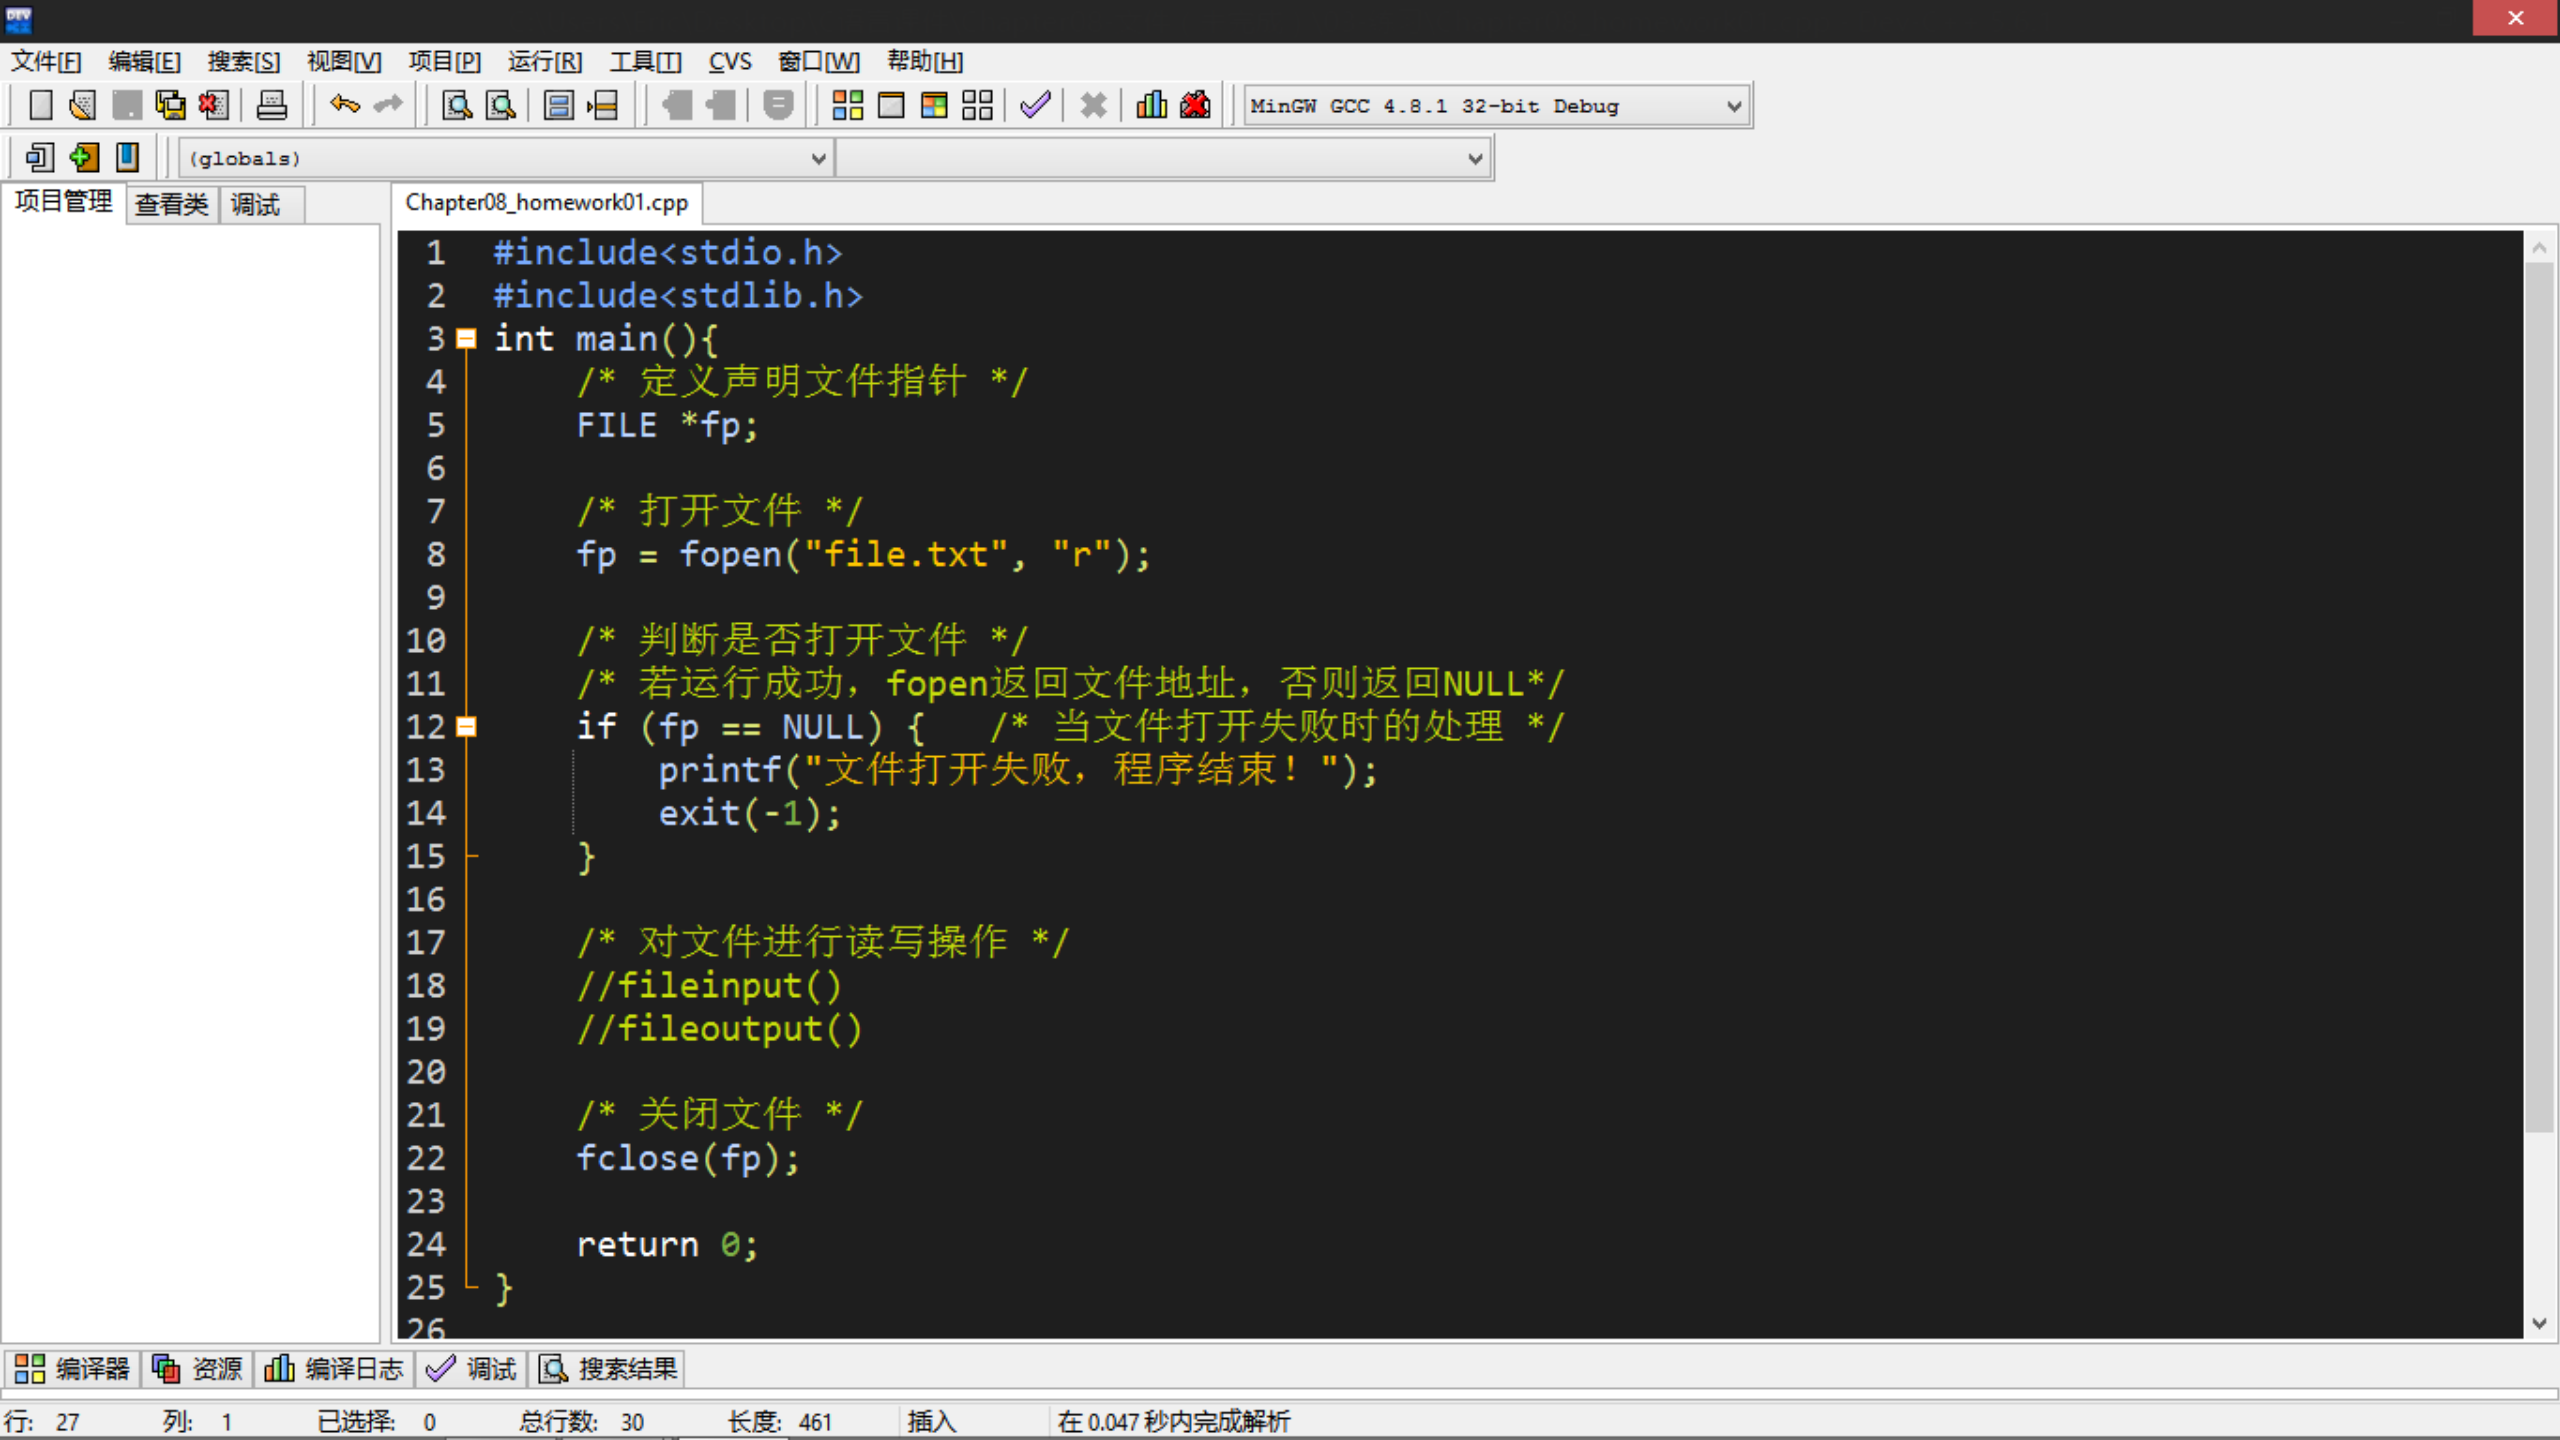 DEV
文件[F] 编辑[E] 搜索[S] 视图[V] 项目[P] 运行[R] 工具[T] CVS 窗口[W] 帮助[H]
MinGW GCC 4.8.1 32-bit Debug
(globals)
项目管理 查看类 调试 Chapter08_homework01.cpp
1 #include<stdio.h>
2 #include<stdlib.h>
3 int main(){
4 /* 定义声明文件指针 */
5 FILE *fp;
6
7 /* 打开文件 */
8 fp = fopen("file.txt", "r");
9
10 /* 判断是否打开文件 */
11 /* 若运行成功，fopen返回文件地址，否则返回NULL*/
12 if (fp == NULL) { /* 当文件打开失败时的处理 */
13 printf("文件打开失败，程序结束！");
14 exit(-1);
15 }
16
17 /* 对文件进行读写操作 */
18 //fileinput()
19 //fileoutput()
20
21 /* 关闭文件 */
22 fclose(fp);
23
24 return 0;
25 }
26
编译器 资源 编译日志 调试 搜索结果
行: 27 列: 1 已选择: 0 总行数: 30 长度: 461 插入 在 0.047 秒内完成解析